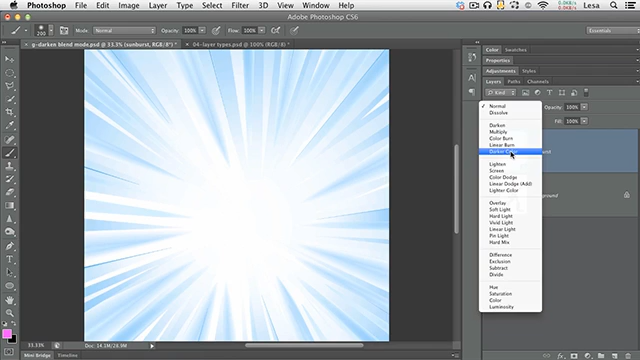 Photoshop File Edit Image Layer Type Select Filter View Window Help Lesa
Adobe Photoshop CS6
200 Mode: Normal Opacity: 100% Flow: 100% Essentials
g-darken blend mode.psd @ 33.3% (sunburst, RGB/8*) * 04-layer types.psd @ 100% (RGB/8)
Color Swatches
Properties
Adjustments Styles
Layers Paths Channels
Kind
Normal
Opacity: 100%
Dissolve
Fill: 100%
Darken
Multiply
Color Burn
Linear Burn
Darker Color
Lighten
Screen
Color Dodge
Linear Dodge (Add)
Lighter Color
Overlay
Soft Light
Hard Light
Vivid Light
Linear Light
Pin Light
Hard Mix
Difference
Exclusion
Subtract
Divide
Hue
Saturation
Color
Luminosity
33.33% Doc: 14.1M/26.9M
Mini Bridge Timeline